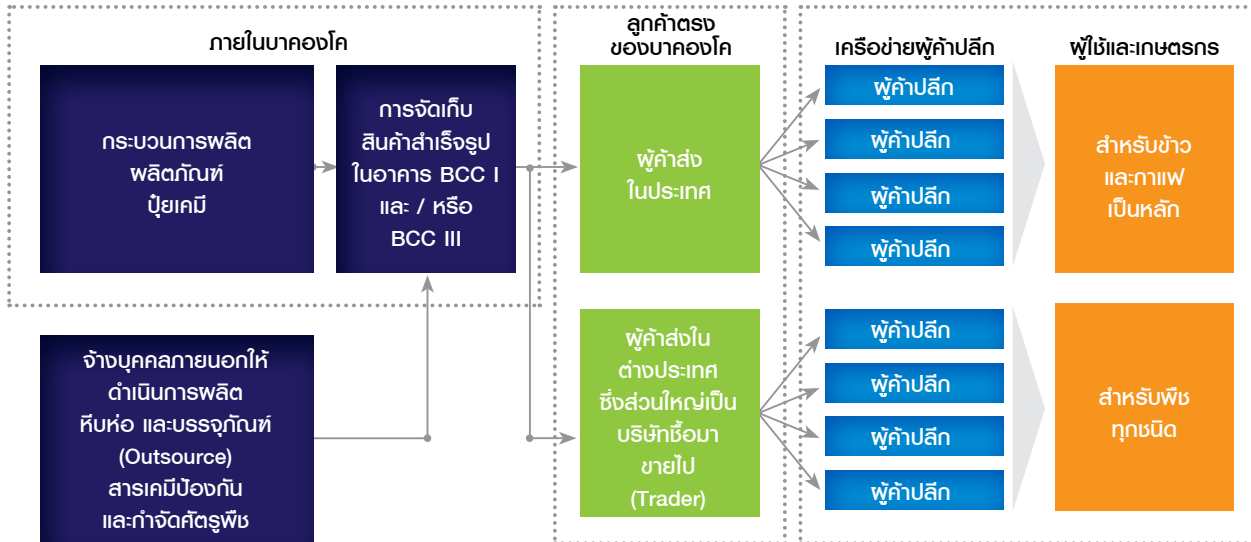 ภายในบาคองโค
กระบวนการผลิต
ผลิตภัณฑ์
ปุ๋ยเคมี
การจัดเก็บ
สินค้าสำเร็จรูป
ในอาคาร BCC I
และ / หรือ
BCC III
จ้างบุคคลภายนอกให้
ดำเนินการผลิต
หีบห่อ และบรรจุภัณฑ์
(Outsource)
สารเคมีป้องกัน
และกำจัดศัตรูพืช
ลูกค้าตรง
ของบาคองโค
ผู้ค้าส่ง
ในประเทศ
ผู้ค้าส่งใน
ต่างประเทศ
ซึ่งส่วนใหญ่เป็น
บริษัทซื้อมา
ขายไป
(Trader)
เครือข่ายผู้ค้าปลีก
ผู้ค้าปลีก
ผู้ค้าปลีก
ผู้ค้าปลีก
ผู้ค้าปลีก
ผู้ค้าปลีก
ผู้ค้าปลีก
ผู้ค้าปลีก
ผู้ค้าปลีก
ผู้ใช้และเกษตรกร
สำหรับข้าว
และกาแฟ
เป็นหลัก
สำหรับพืช
ทุกชนิด